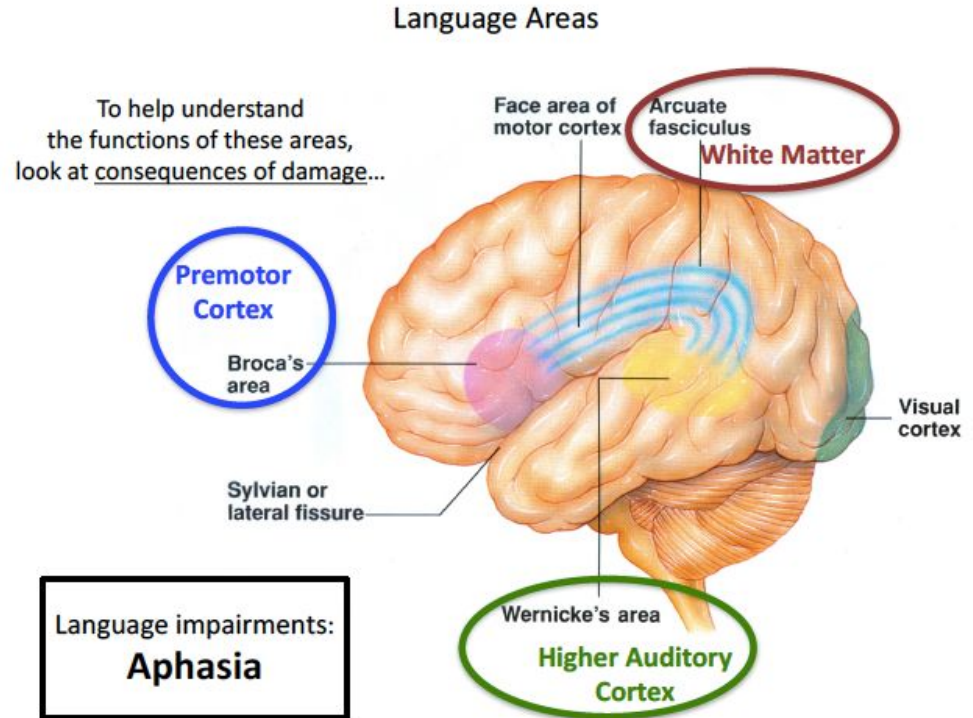 Language Areas
To help understand
the functions of these areas,
look at consequences of damage…
Face area of
motor cortex
Arcuate
fasciculus
White Matter
Premotor
Cortex
Broca's
area
Visual
cortex
Sylvian or
lateral fissure
Wernicke's area
Higher Auditory
Cortex
Language impairments:
Aphasia